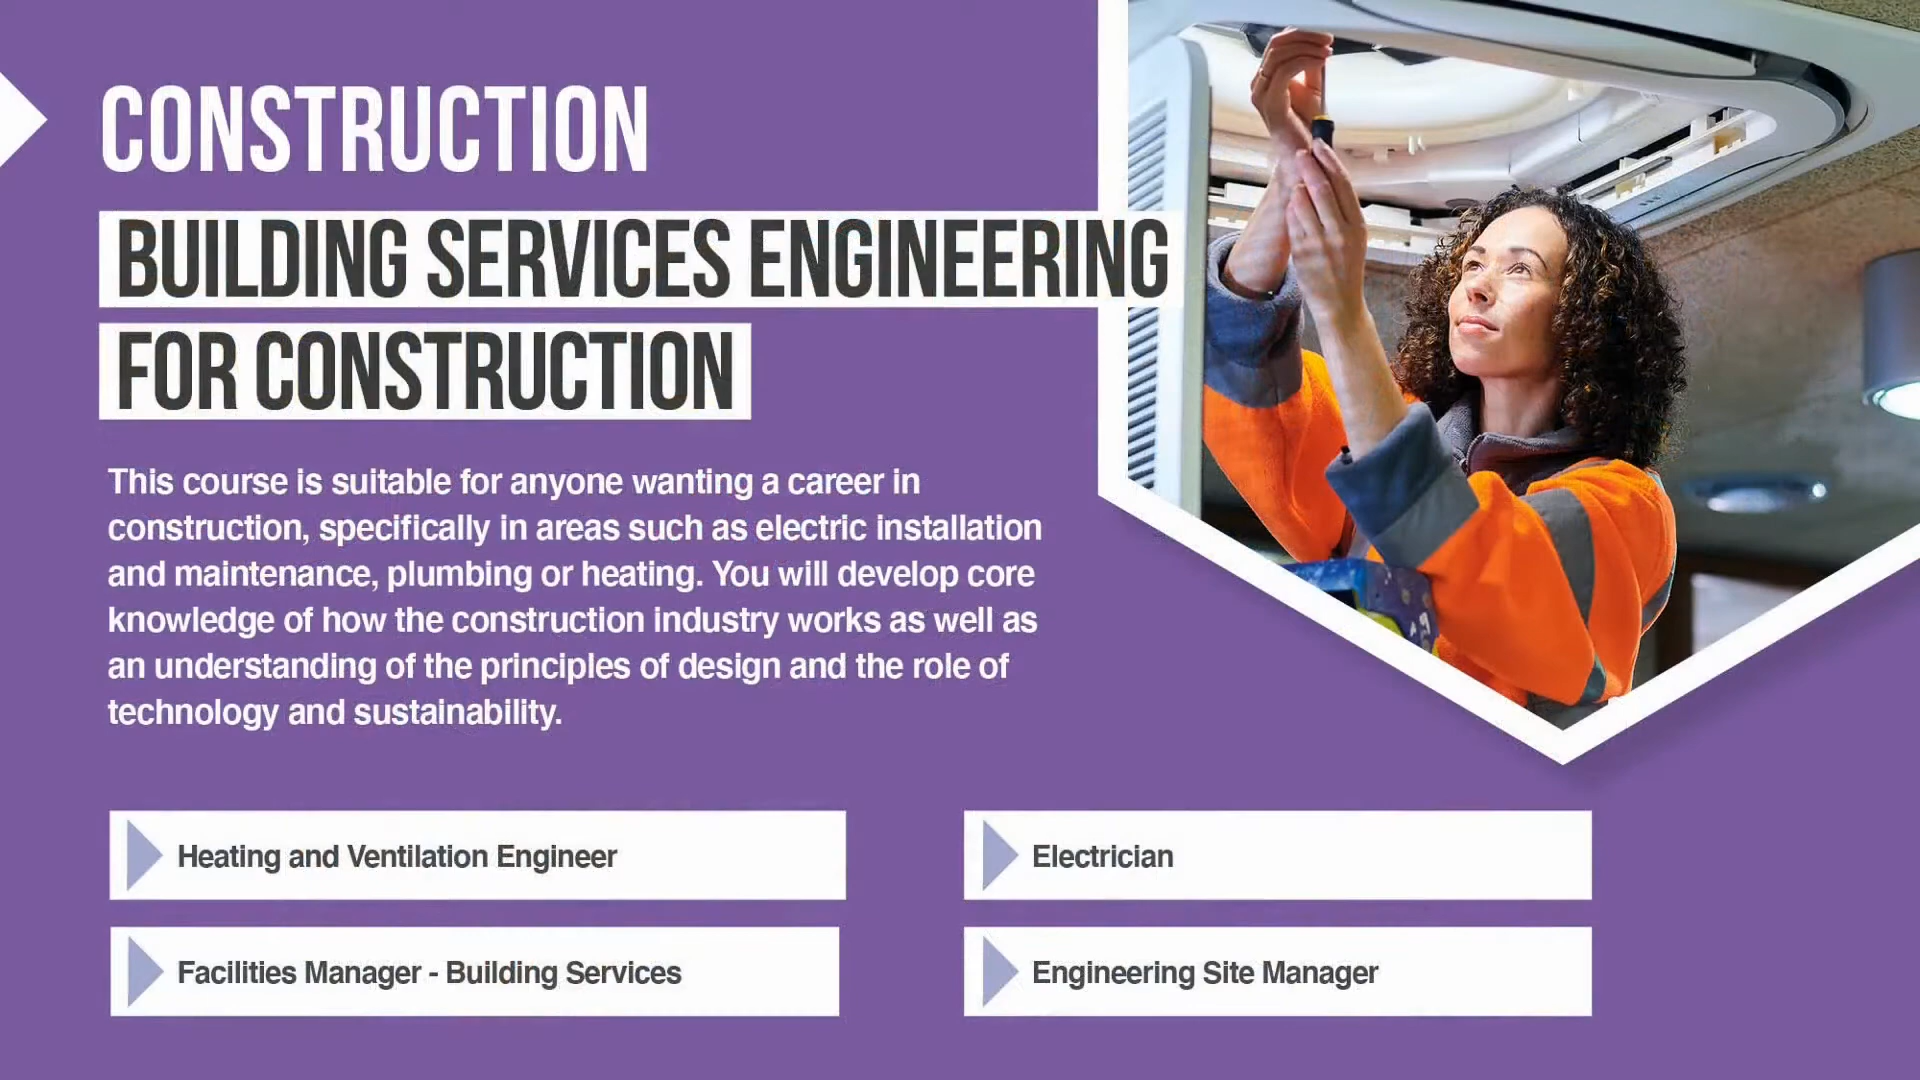 CONSTRUCTION
BUILDING SERVICES ENGINEERING
FOR CONSTRUCTION
This course is suitable for anyone wanting a career in
construction, specifically in areas such as electric installation
and maintenance, plumbing or heating. You will develop core
knowledge of how the construction industry works as well as
an understanding of the principles of design and the role of
technology and sustainability.
Heating and Ventilation Engineer
Electrician
Facilities Manager - Building Services
Engineering Site Manager